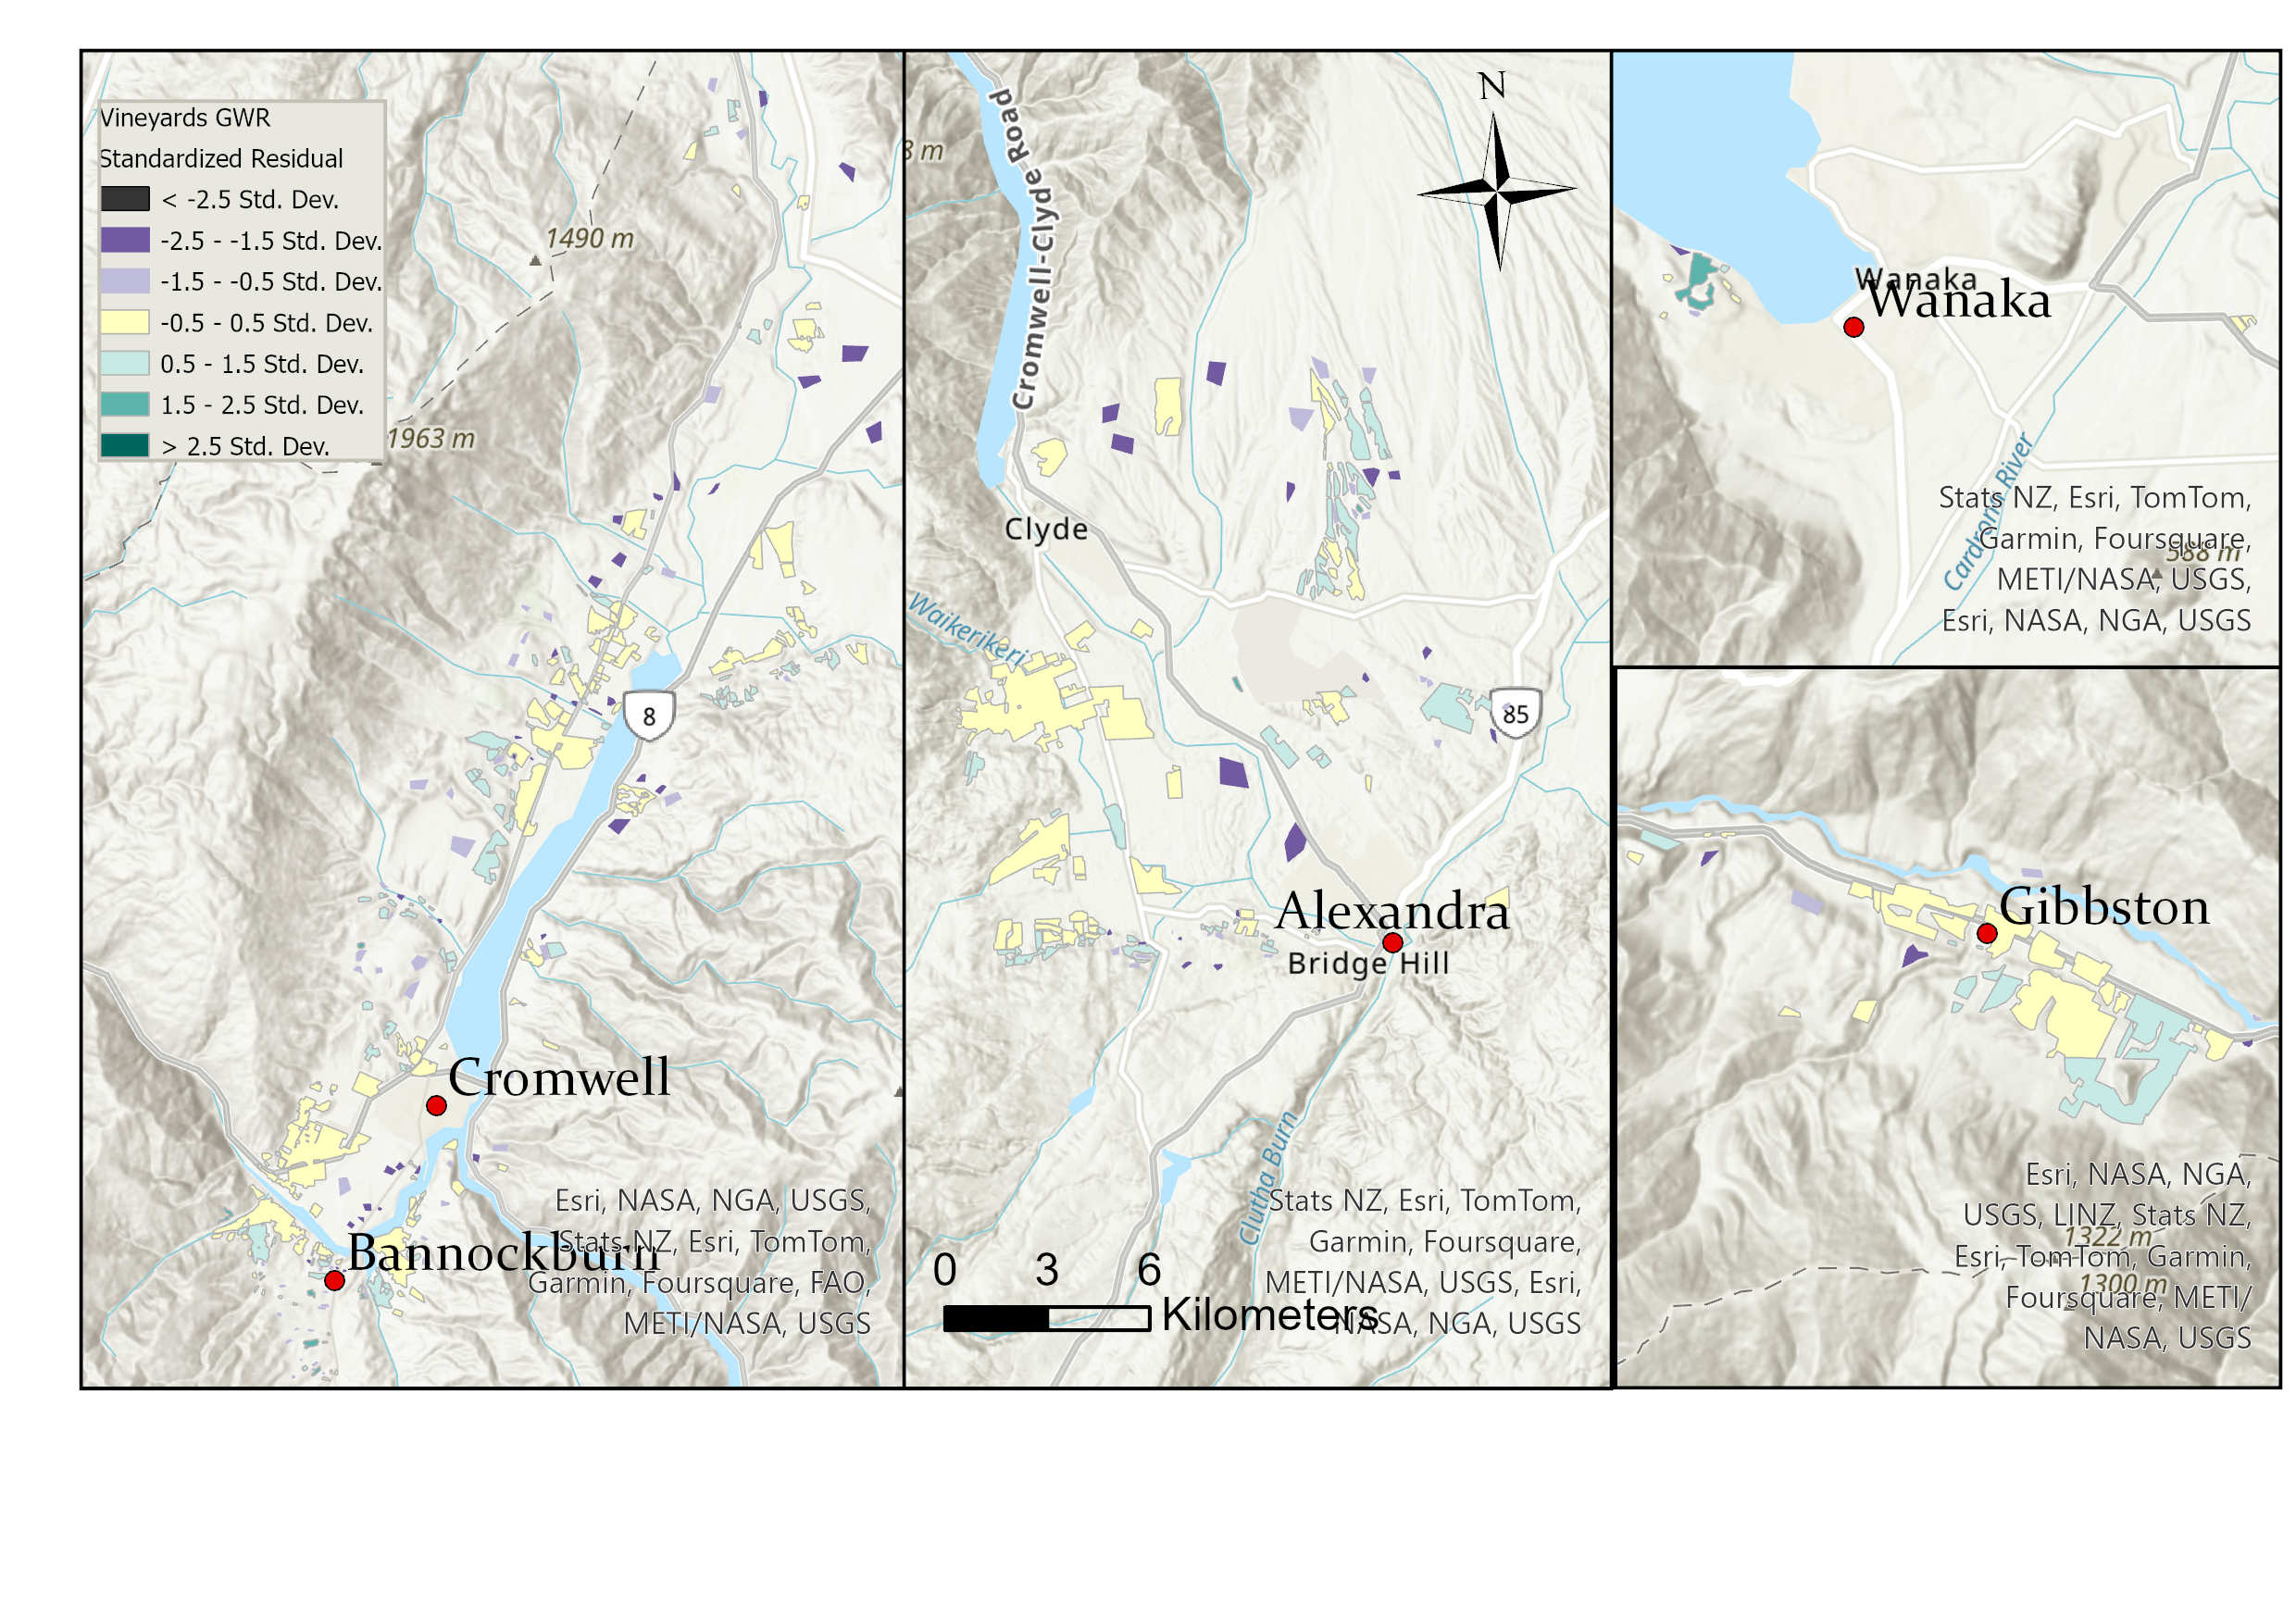 Vineyards GWR
Standardized Residual
< -2.5 Std. Dev.
-2.5 - -1.5 Std. Dev.
-1.5 - -0.5 Std. Dev.
-0.5 - 0.5 Std. Dev.
0.5 - 1.5 Std. Dev.
1.5 - 2.5 Std. Dev.
> 2.5 Std. Dev.
1490 m
1963 m
8
Cromwell
Bannockburn
Esri, NASA, NGA, USGS,
Stats NZ, Esri, TomTom,
Garmin, Foursquare, FAO,
METI/NASA, USGS
8 m
Cromwell-Clyde Road
N
Clyde
Waikerikeri
85
Alexandra
Bridge Hill
Clutha Burn
0 3 6
Kilometers
Stats NZ, Esri, TomTom,
Garmin, Foursquare,
METI/NASA, USGS, Esri,
NASA, NGA, USGS
Wanaka
Wanaka
Cardrona River
588 m
Stats NZ, Esri, TomTom,
Garmin, Foursquare,
METI/NASA, USGS,
Esri, NASA, NGA, USGS
Gibbston
1322 m
1300 m
Esri, NASA, NGA,
USGS, LINZ, Stats NZ,
Esri, TomTom, Garmin,
Foursquare, METI/
NASA, USGS